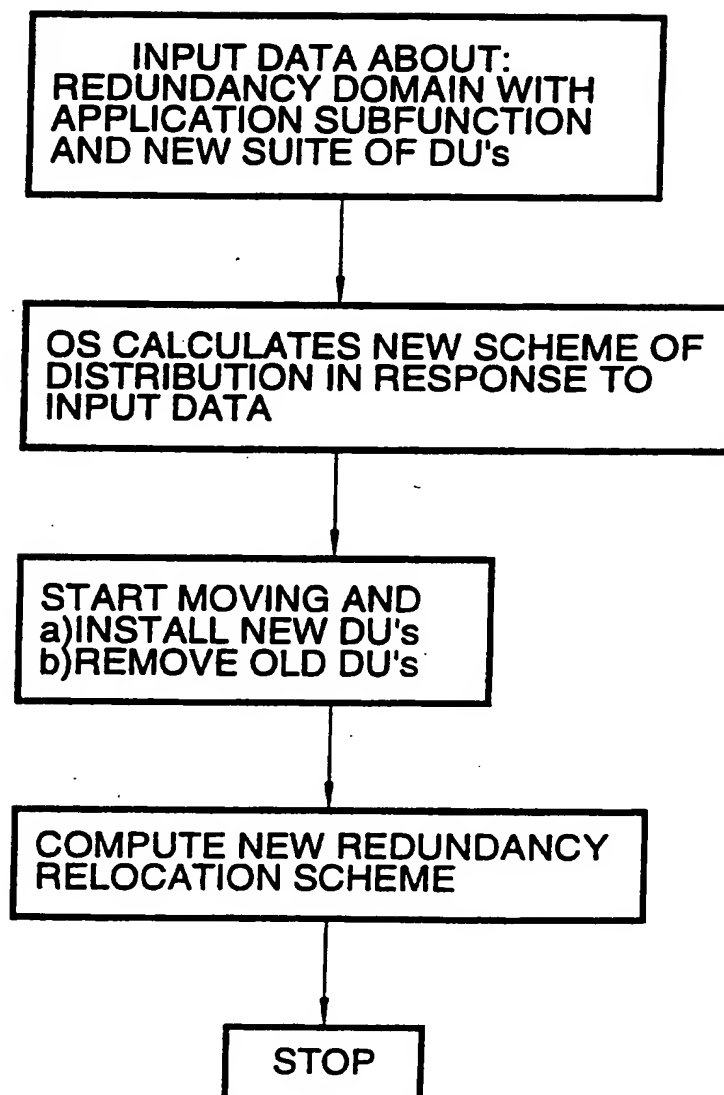 INPUT DATA ABOUT:
REDUNDANCY DOMAIN WITH
APPLICATION SUBFUNCTION
AND NEW SUITE OF DU's
OS CALCULATES NEW SCHEME OF
DISTRIBUTION IN RESPONSE TO
INPUT DATA
START MOVING AND
a)INSTALL NEW DU's
b)REMOVE OLD DU's
COMPUTE NEW REDUNDANCY
RELOCATION SCHEME
STOP